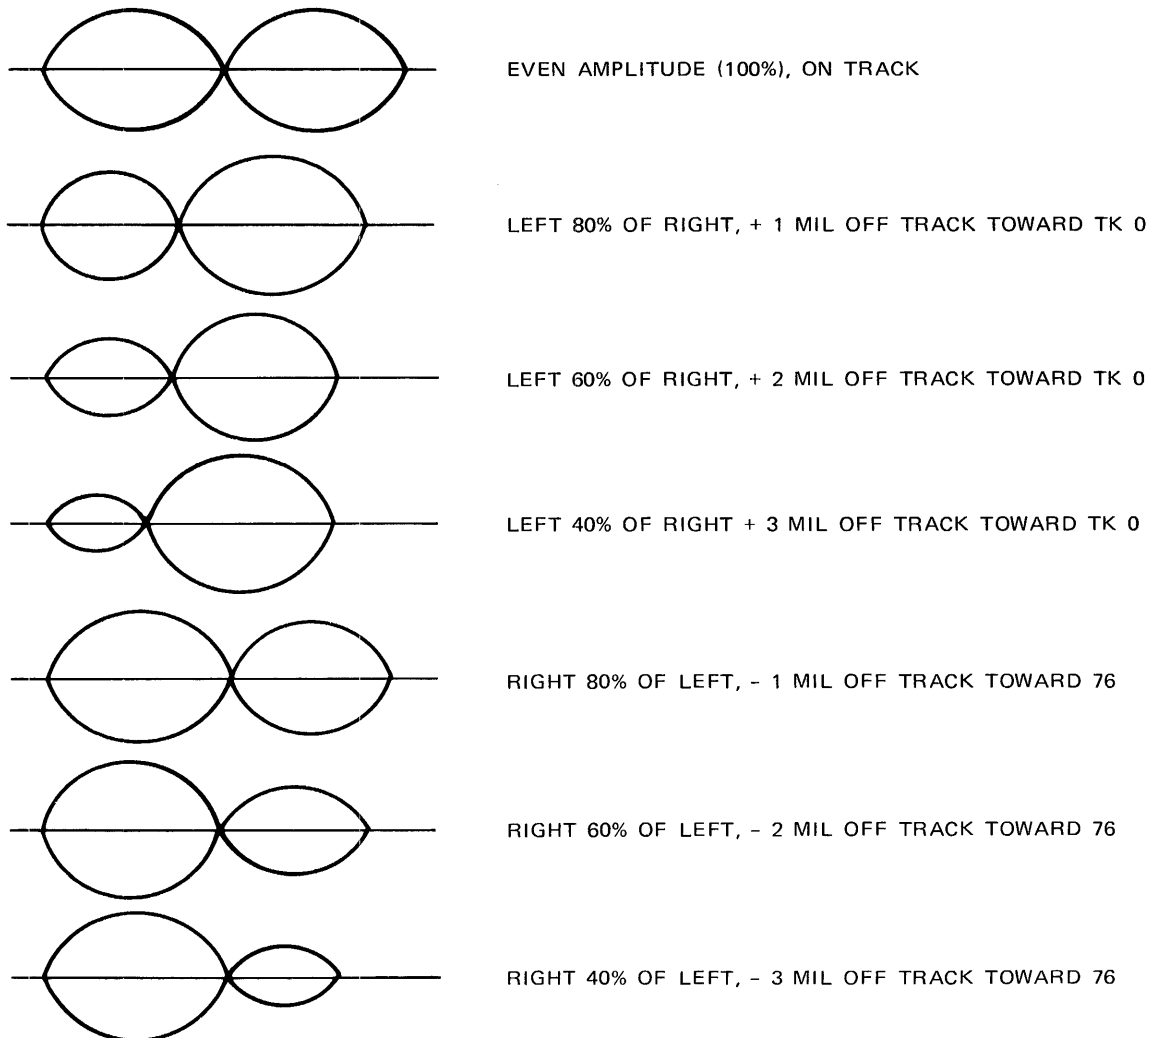 EVEN AMPLITUDE (100%), ON TRACK
LEFT 80% OF RIGHT, + 1 MIL OFF TRACK TOWARD TK 0
LEFT 60% OF RIGHT, + 2 MIL OFF TRACK TOWARD TK 0
LEFT 40% OF RIGHT + 3 MIL OFF TRACK TOWARD TK 0
RIGHT 80% OF LEFT, - 1 MIL OFF TRACK TOWARD 76
RIGHT 60% OF LEFT, - 2 MIL OFF TRACK TOWARD 76
RIGHT 40% OF LEFT, - 3 MIL OFF TRACK TOWARD 76